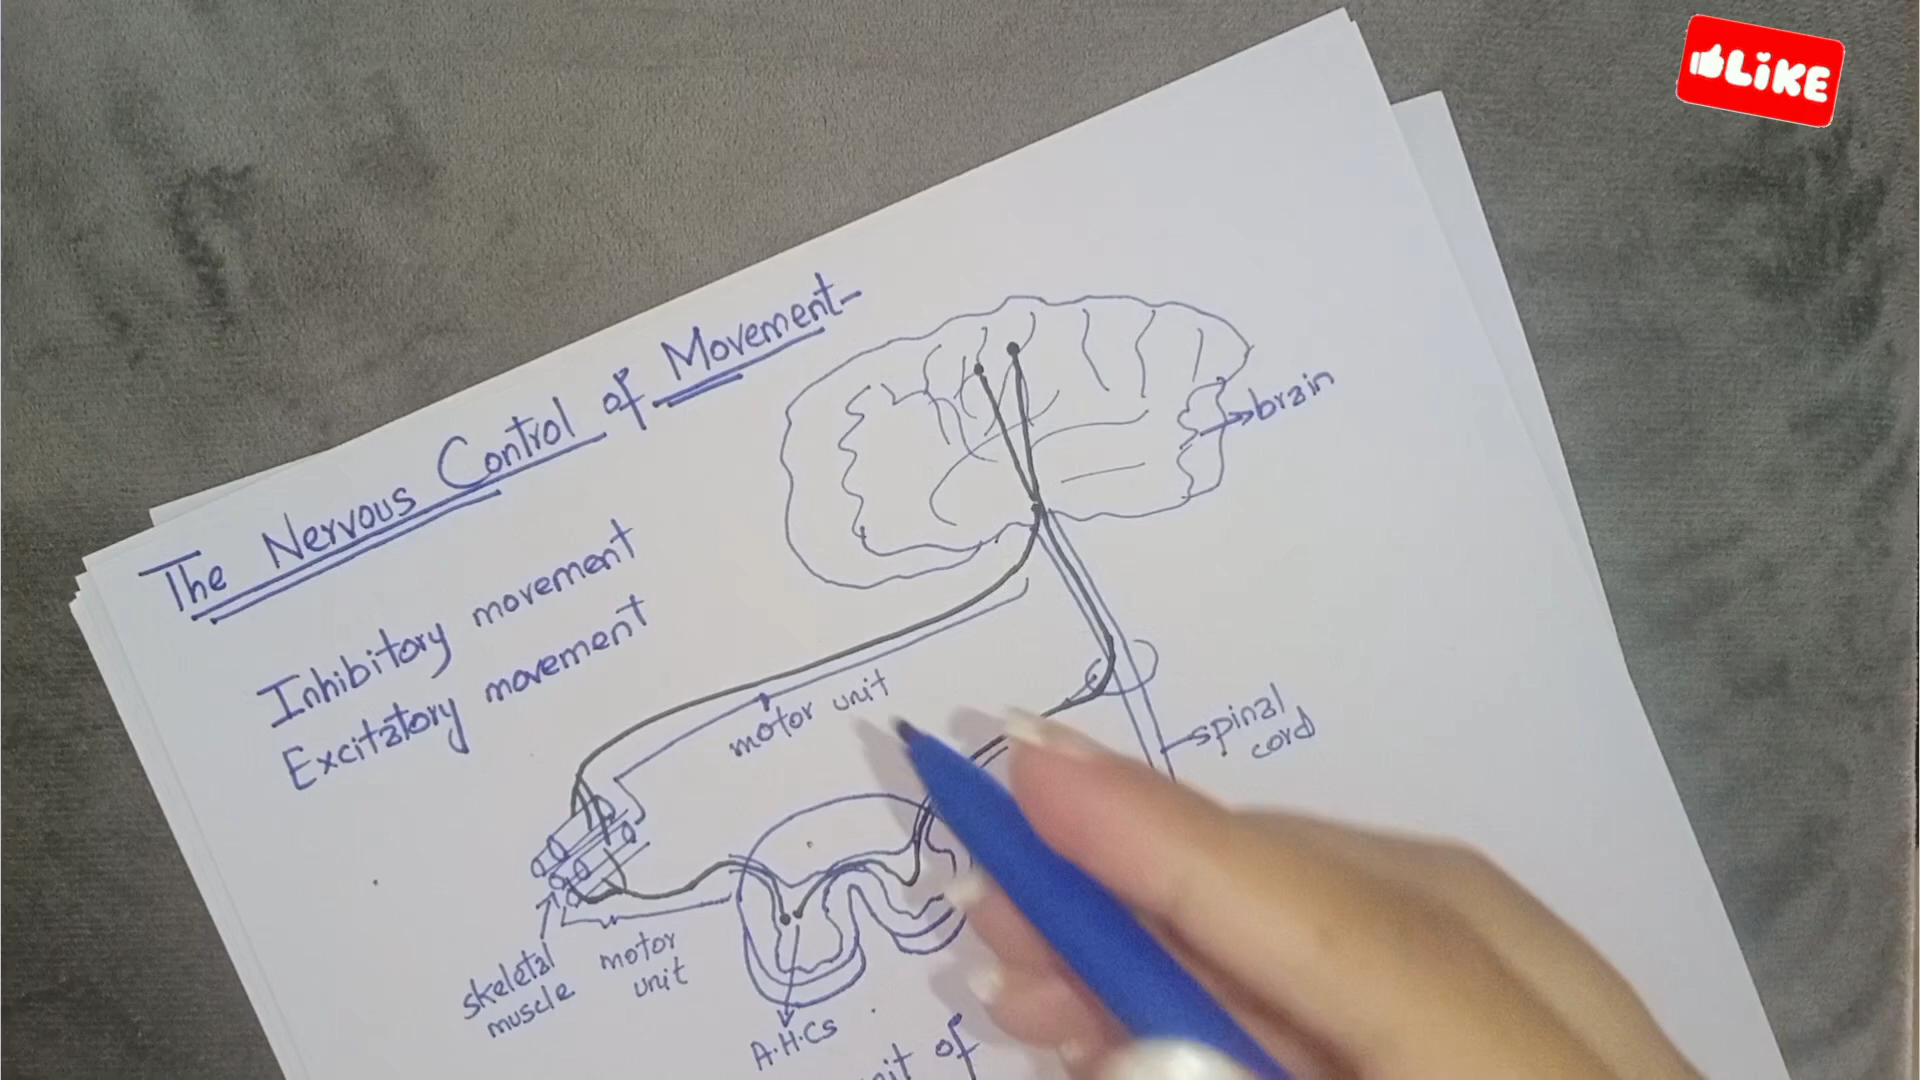 The Nervous Control of Movement-
Inhibitory movement
Excitatory movement
brain
motor unit
spinal
cord
skeletal
muscle
motor
unit
A.H.Cs
of
LiKE